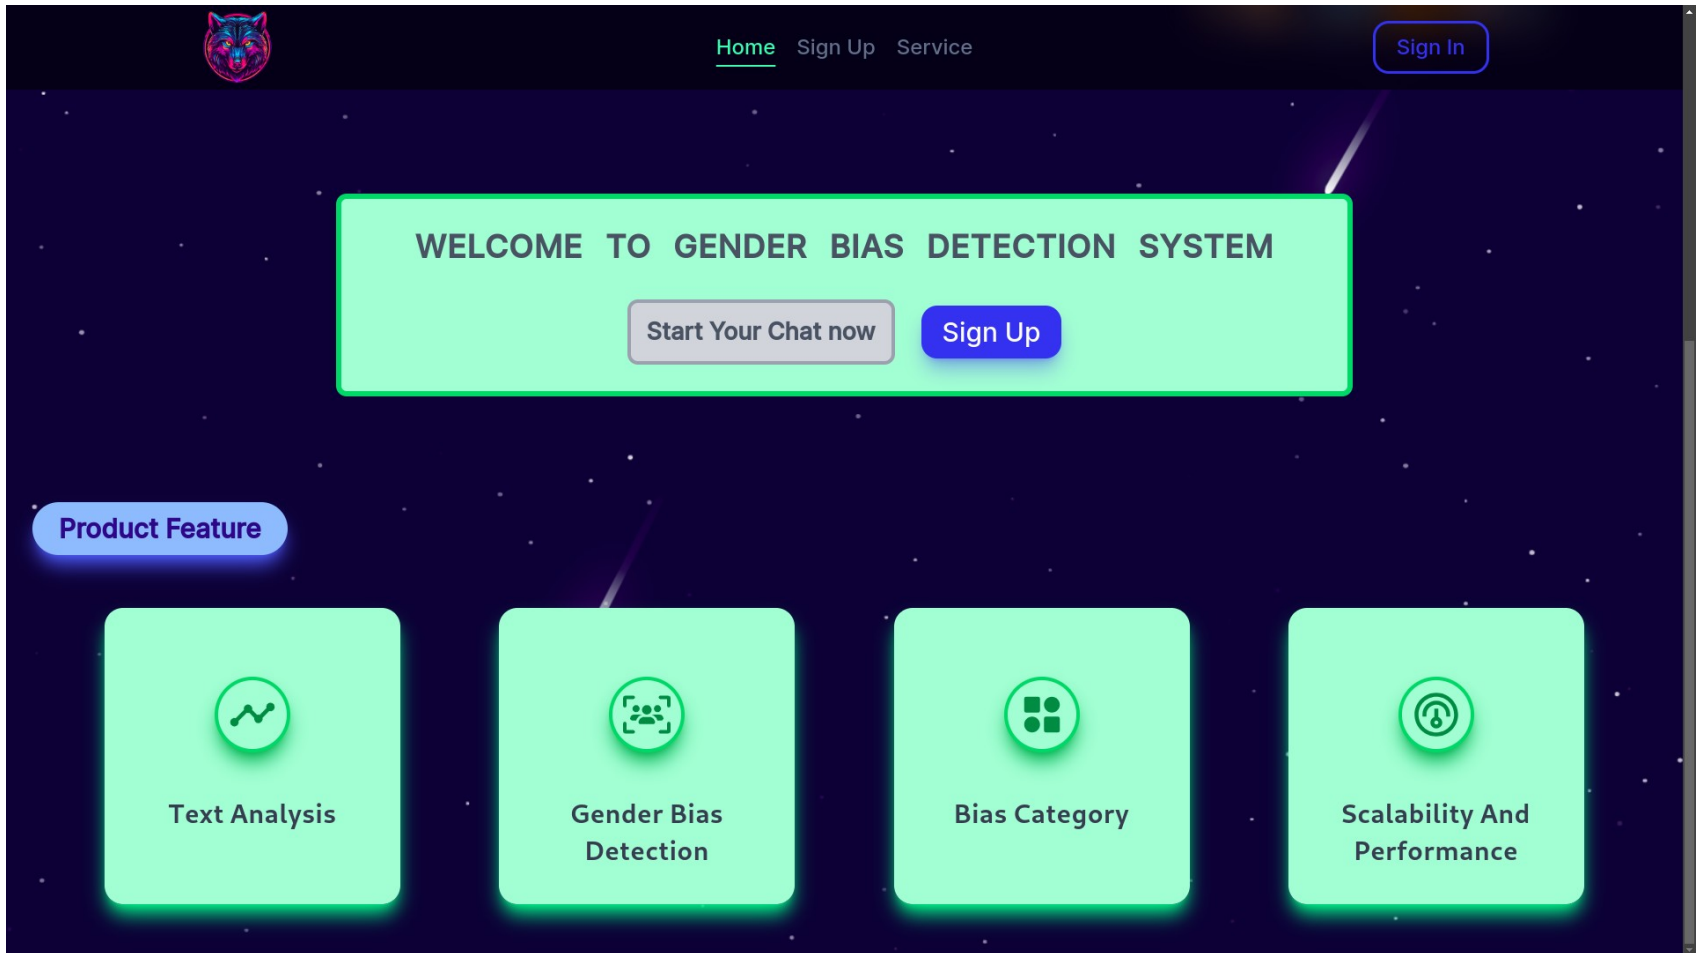 Home Sign Up Service Sign In
WELCOME TO GENDER BIAS DETECTION SYSTEM
Start Your Chat now Sign Up
Product Feature
Text Analysis
Gender Bias
Detection
Bias Category
Scalability And
Performance